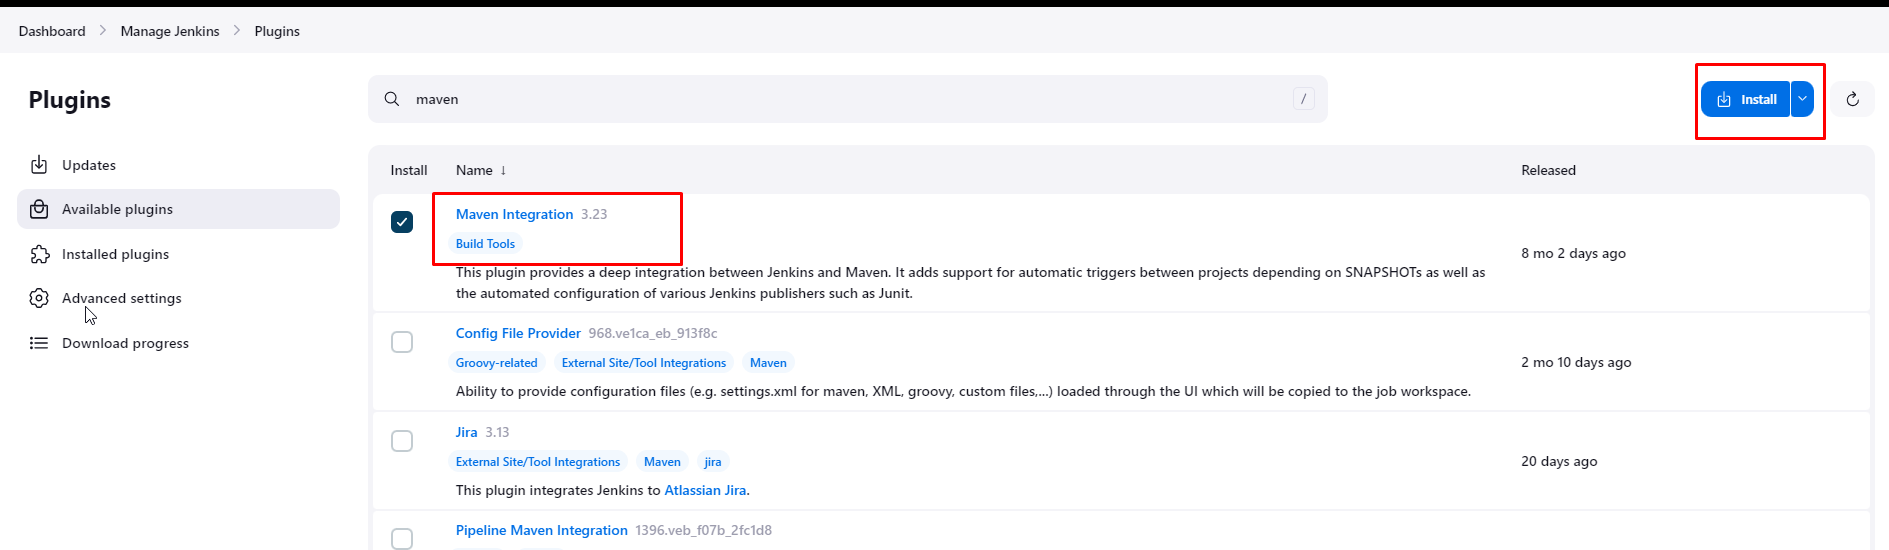 Dashboard > Manage Jenkins > Plugins
Plugins
Updates
Available plugins
Installed plugins
Advanced settings
Download progress
maven /
Install
Install Name ↓ Released
Maven Integration 3.23
Build Tools
This plugin provides a deep integration between Jenkins and Maven. It adds support for automatic triggers between projects depending on SNAPSHOTs as well as
the automated configuration of various Jenkins publishers such as Junit.
8 mo 2 days ago
Config File Provider 968.ve1ca_eb_913f8c
Groovy-related External Site/Tool Integrations Maven
Ability to provide configuration files (e.g. settings.xml for maven, XML, groovy, custom files,...) loaded through the UI which will be copied to the job workspace.
2 mo 10 days ago
Jira 3.13
External Site/Tool Integrations Maven jira
This plugin integrates Jenkins to Atlassian Jira.
20 days ago
Pipeline Maven Integration 1396.veb_f07b_2fc1d8